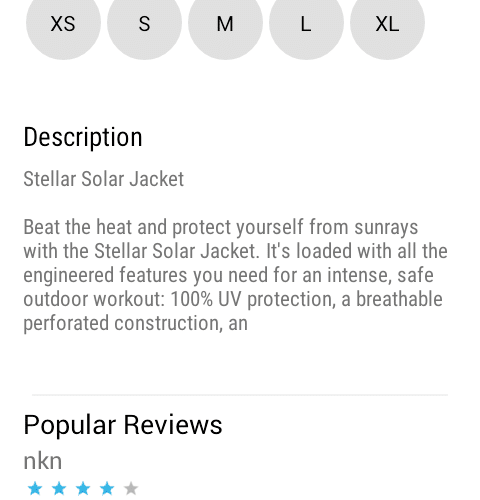 XS S M L XL
Description
Stellar Solar Jacket
Beat the heat and protect yourself from sunrays
with the Stellar Solar Jacket. It's loaded with all the
engineered features you need for an intense, safe
outdoor workout: 100% UV protection, a breathable
perforated construction, an
Popular Reviews
nkn